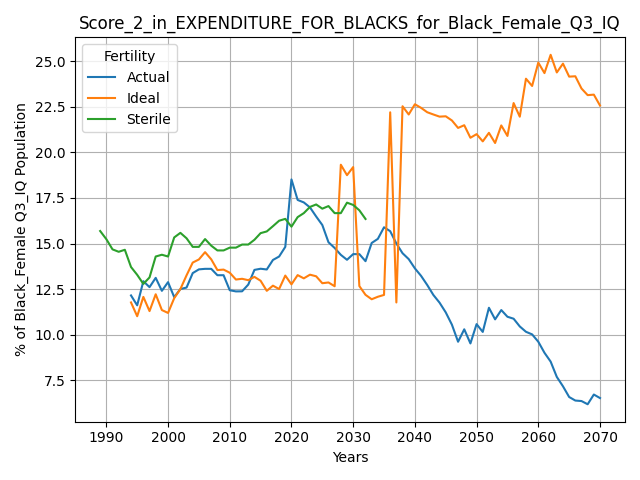 Score_2_in_EXPENDITURE_FOR_BLACKS_for_Black_Female_Q3_IQ
Fertility
Actual
Ideal
Sterile
% of Black_Female Q3_IQ Population
25.0
22.5
20.0
17.5
15.0
12.5
10.0
7.5
1990 2000 2010 2020 2030 2040 2050 2060 2070
Years